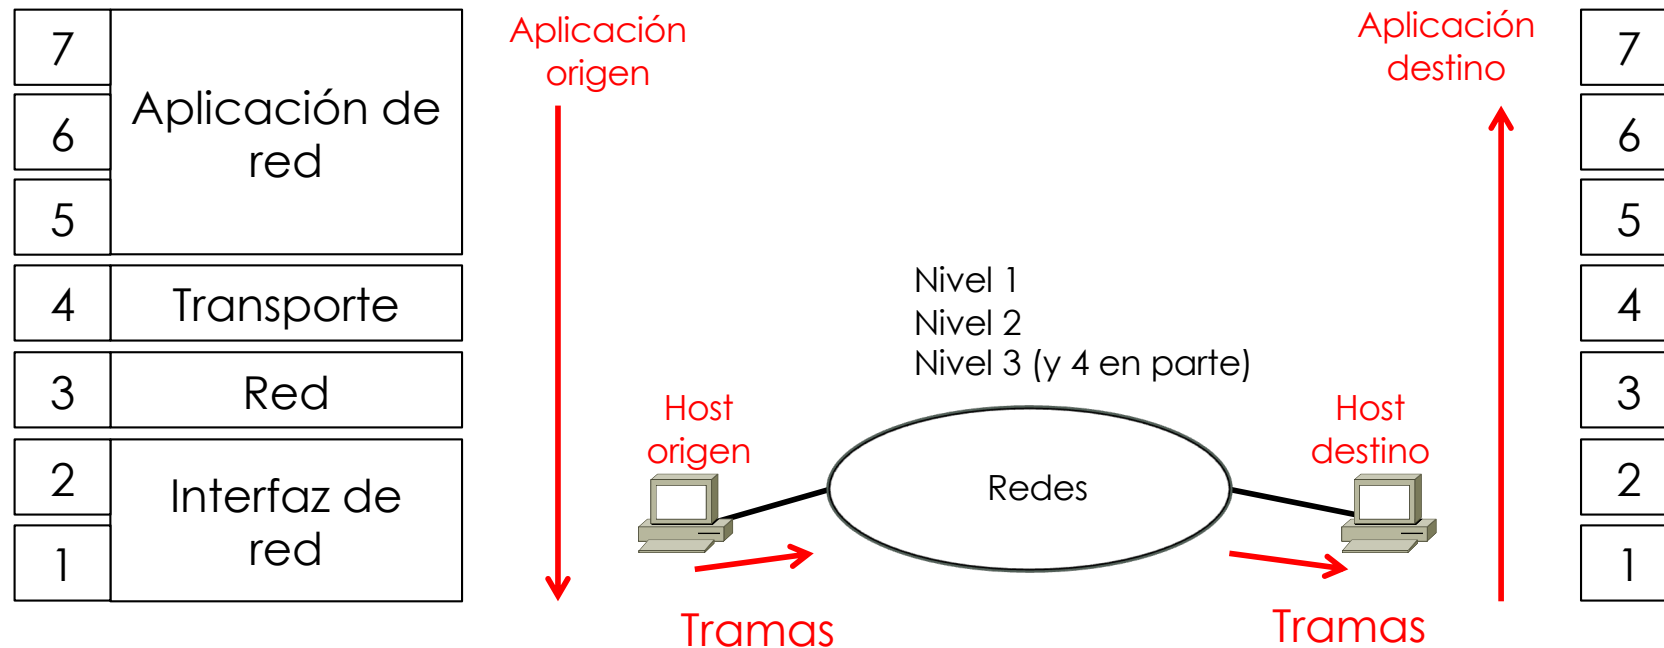 7
6
5
4
3
2
1
Aplicación de
red
Transporte
Red
Interfaz de
red
Aplicación
origen
Nivel 1
Nivel 2
Nivel 3 (y 4 en parte)
Host
origen
Redes
Host
destino
Tramas
Tramas
Aplicación
destino
7
6
5
4
3
2
1